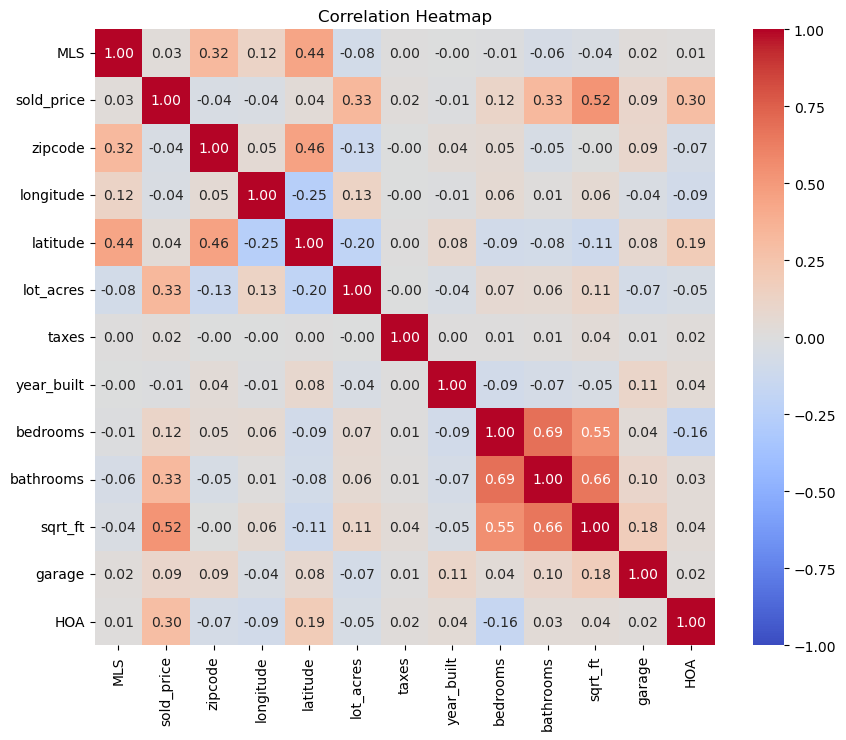 Correlation Heatmap
MLS 1.00 0.03 0.32 0.12 0.44 -0.08 0.00 -0.00 -0.01 -0.06 -0.04 0.02 0.01
sold_price 0.03 1.00 -0.04 -0.04 0.04 0.33 0.02 -0.01 0.12 0.33 0.52 0.09 0.30
zipcode 0.32 -0.04 1.00 0.05 0.46 -0.13 -0.00 0.04 0.05 -0.05 -0.00 0.09 -0.07
longitude 0.12 -0.04 0.05 1.00 -0.25 0.13 -0.00 -0.01 0.06 0.01 0.06 -0.04 -0.09
latitude 0.44 0.04 0.46 -0.25 1.00 -0.20 0.00 0.08 -0.09 -0.08 -0.11 0.08 0.19
lot_acres -0.08 0.33 -0.13 0.13 -0.20 1.00 -0.00 -0.04 0.07 0.06 0.11 -0.07 -0.05
taxes 0.00 0.02 -0.00 -0.00 0.00 -0.00 1.00 0.00 0.01 0.01 0.04 0.01 0.02
year_built -0.00 -0.01 0.04 -0.01 0.08 -0.04 0.00 1.00 -0.09 -0.07 -0.05 0.11 0.04
bedrooms -0.01 0.12 0.05 0.06 -0.09 0.07 0.01 -0.09 1.00 0.69 0.55 0.04 -0.16
bathrooms -0.06 0.33 -0.05 0.01 -0.08 0.06 0.01 -0.07 0.69 1.00 0.66 0.10 0.03
sqrt_ft -0.04 0.52 -0.00 0.06 -0.11 0.11 0.04 -0.05 0.55 0.66 1.00 0.18 0.04
garage 0.02 0.09 0.09 -0.04 0.08 -0.07 0.01 0.11 0.04 0.10 0.18 1.00 0.02
HOA 0.01 0.30 -0.07 -0.09 0.19 -0.05 0.02 0.04 -0.16 0.03 0.04 0.02 1.00
MLS sold_price zipcode longitude latitude lot_acres taxes year_built bedrooms bathrooms sqrt_ft garage HOA
1.00
0.75
0.50
0.25
0.00
−0.25
−0.50
−0.75
−1.00